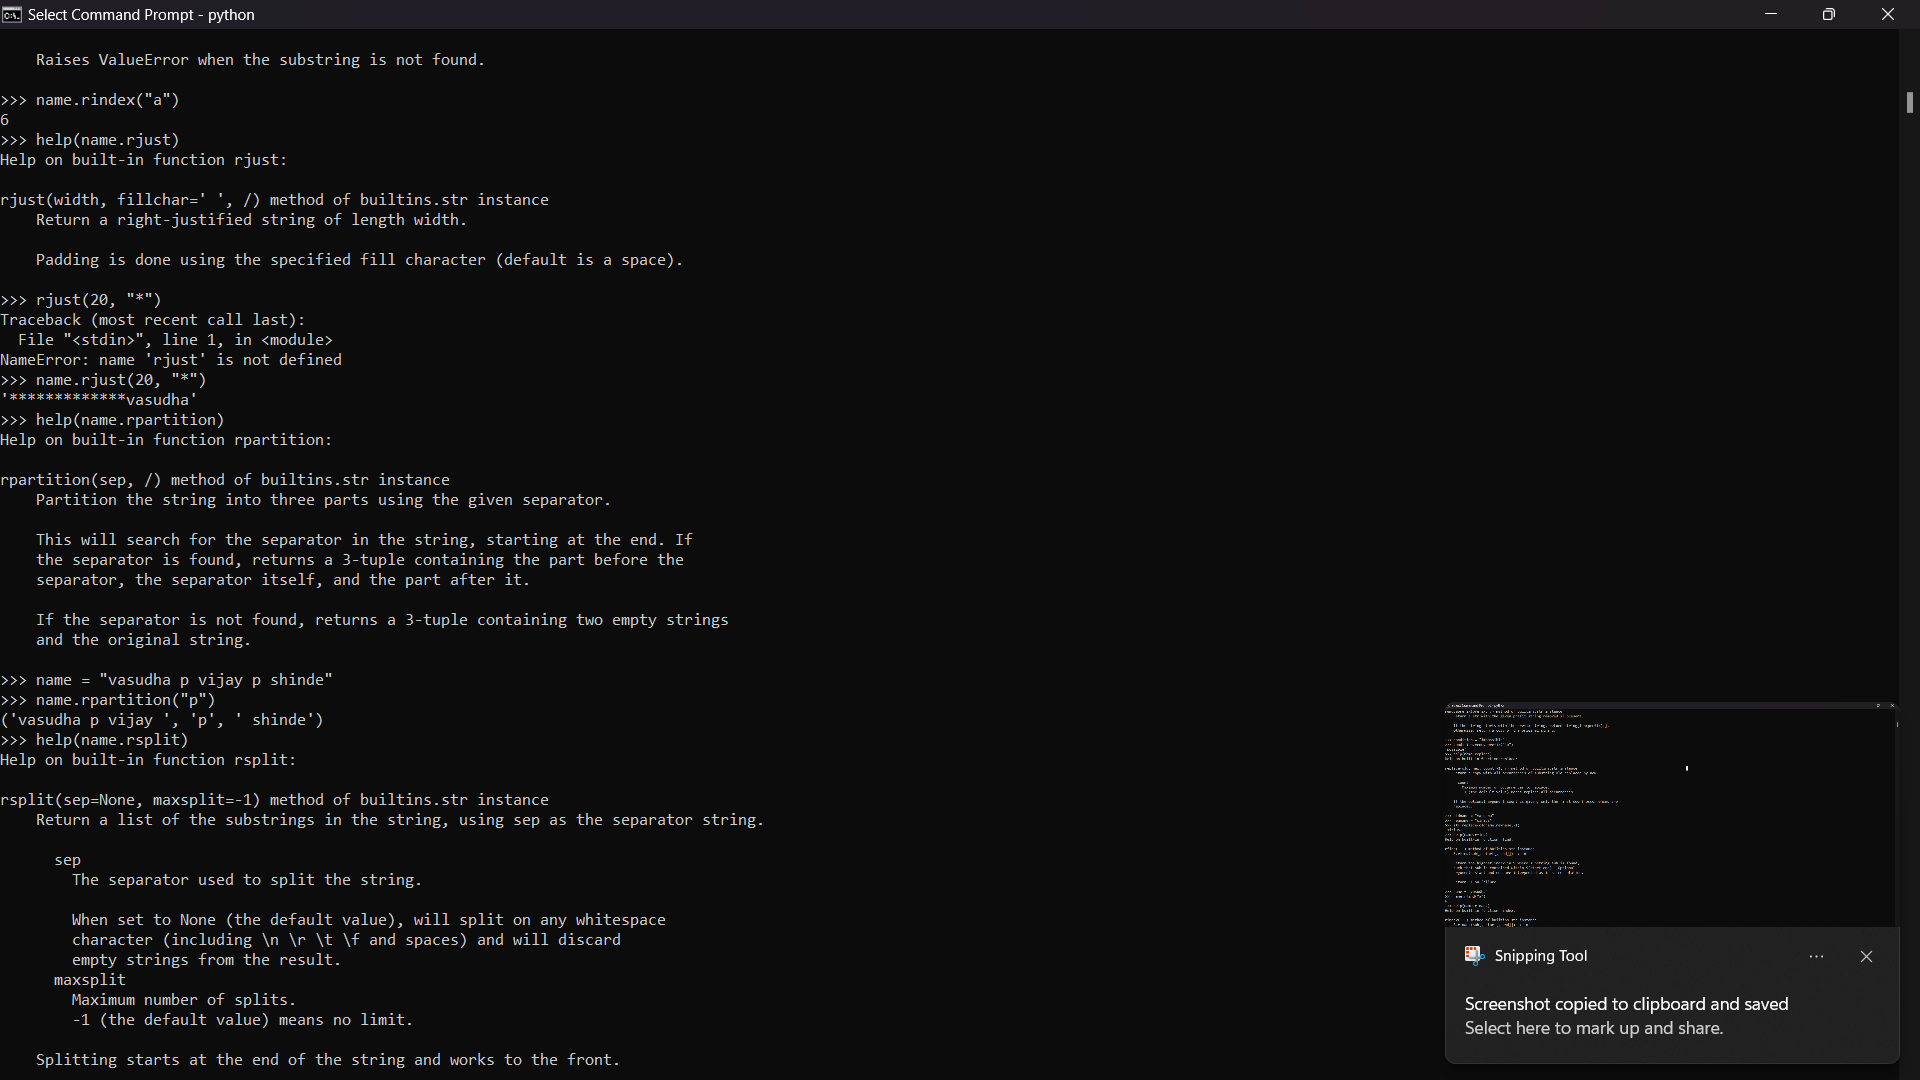 Select Command Prompt - python
    Raises ValueError when the substring is not found.
>>> name.rindex("a")
6
>>> help(name.rjust)
Help on built-in function rjust:
rjust(width, fillchar=' ', /) method of builtins.str instance
    Return a right-justified string of length width.
    Padding is done using the specified fill character (default is a space).
>>> rjust(20, "*")
Traceback (most recent call last):
  File "<stdin>", line 1, in <module>
NameError: name 'rjust' is not defined
>>> name.rjust(20, "*")
'*************vasudha'
>>> help(name.rpartition)
Help on built-in function rpartition:
rpartition(sep, /) method of builtins.str instance
    Partition the string into three parts using the given separator.
    This will search for the separator in the string, starting at the end. If
    the separator is found, returns a 3-tuple containing the part before the
    separator, the separator itself, and the part after it.
    If the separator is not found, returns a 3-tuple containing two empty strings
    and the original string.
>>> name = "vasudha p vijay p shinde"
>>> name.rpartition("p")
('vasudha p vijay ', 'p', ' shinde')
>>> help(name.rsplit)
Help on built-in function rsplit:
rsplit(sep=None, maxsplit=-1) method of builtins.str instance
    Return a list of the substrings in the string, using sep as the separator string.
      sep
        The separator used to split the string.
        When set to None (the default value), will split on any whitespace
        character (including \n \r \t \f and spaces) and will discard
        empty strings from the result.
      maxsplit
        Maximum number of splits.
        -1 (the default value) means no limit.
    Splitting starts at the end of the string and works to the front.
Snipping Tool
Screenshot copied to clipboard and saved
Select here to mark up and share.